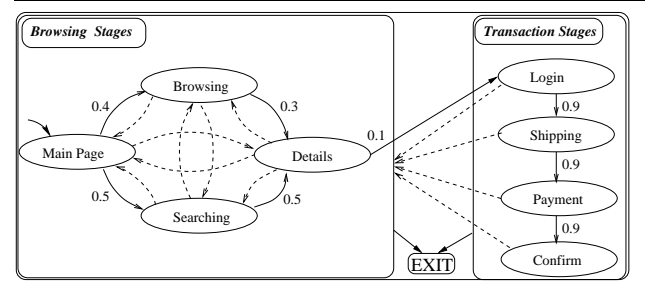 Browsing Stages
Transaction Stages
Browsing
Login
0.4
0.3
0.9
0.1
Shipping
Main Page
Details
0.9
0.5
0.5
Payment
Searching
0.9
EXIT
Confirm